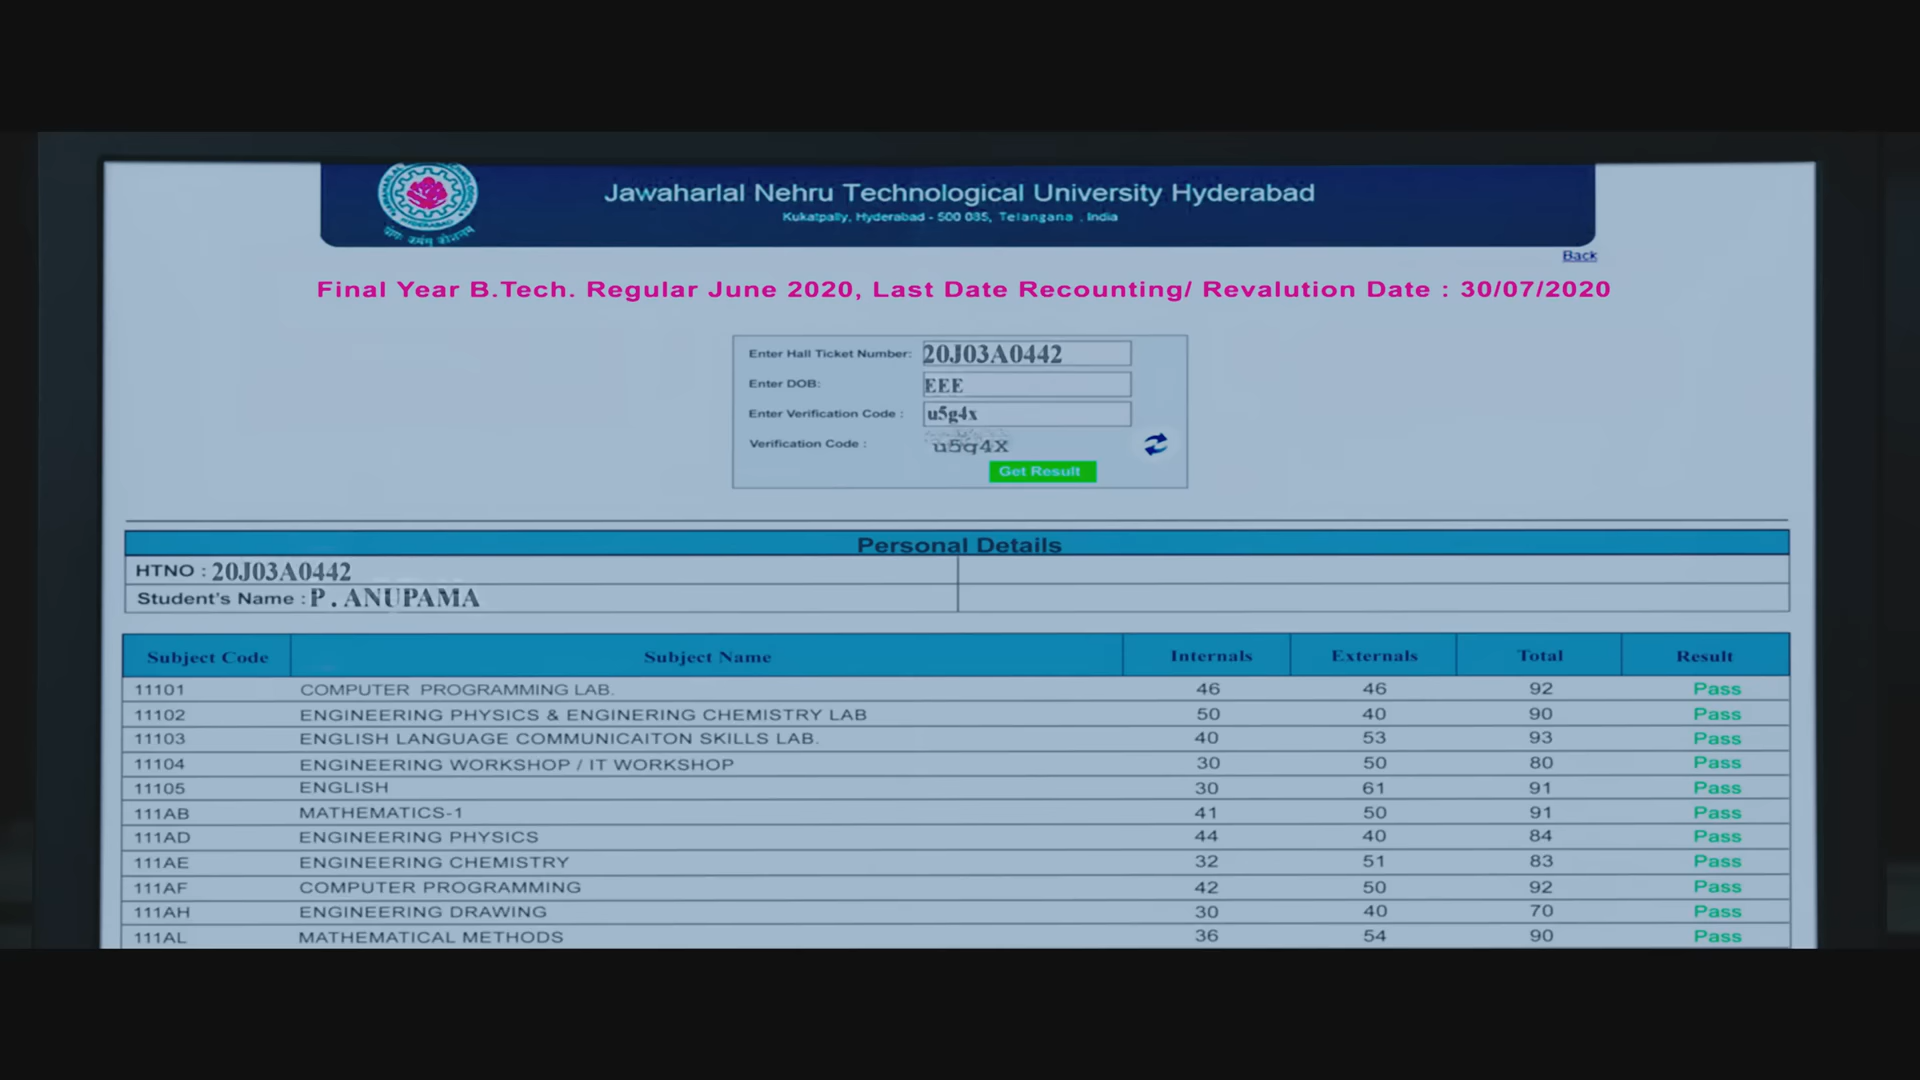 Jawaharlal Nehru Technological University Hyderabad
Kukatpally, Hyderabad - 500 085, Telangana , India
Back
Final Year B.Tech. Regular June 2020, Last Date Recounting/ Revalution Date : 30/07/2020
Enter Hall Ticket Number: 20J03A0442
Enter DOB: EEE
Enter Verification Code : u5g4x
Verification Code : u5q4x
Get Result
Personal Details
HTNO : 20J03A0442
Student's Name : P . ANUPAMA
Subject Code Subject Name Internals Externals Total Result
11101 COMPUTER PROGRAMMING LAB. 46 46 92 Pass
11102 ENGINEERING PHYSICS & ENGINERING CHEMISTRY LAB 50 40 90 Pass
11103 ENGLISH LANGUAGE COMMUNICAITON SKILLS LAB. 40 53 93 Pass
11104 ENGINEERING WORKSHOP / IT WORKSHOP 30 50 80 Pass
11105 ENGLISH 30 61 91 Pass
111AB MATHEMATICS-1 41 50 91 Pass
111AD ENGINEERING PHYSICS 44 40 84 Pass
111AE ENGINEERING CHEMISTRY 32 51 83 Pass
111AF COMPUTER PROGRAMMING 42 50 92 Pass
111AH ENGINEERING DRAWING 30 40 70 Pass
111AL MATHEMATICAL METHODS 36 54 90 Pass